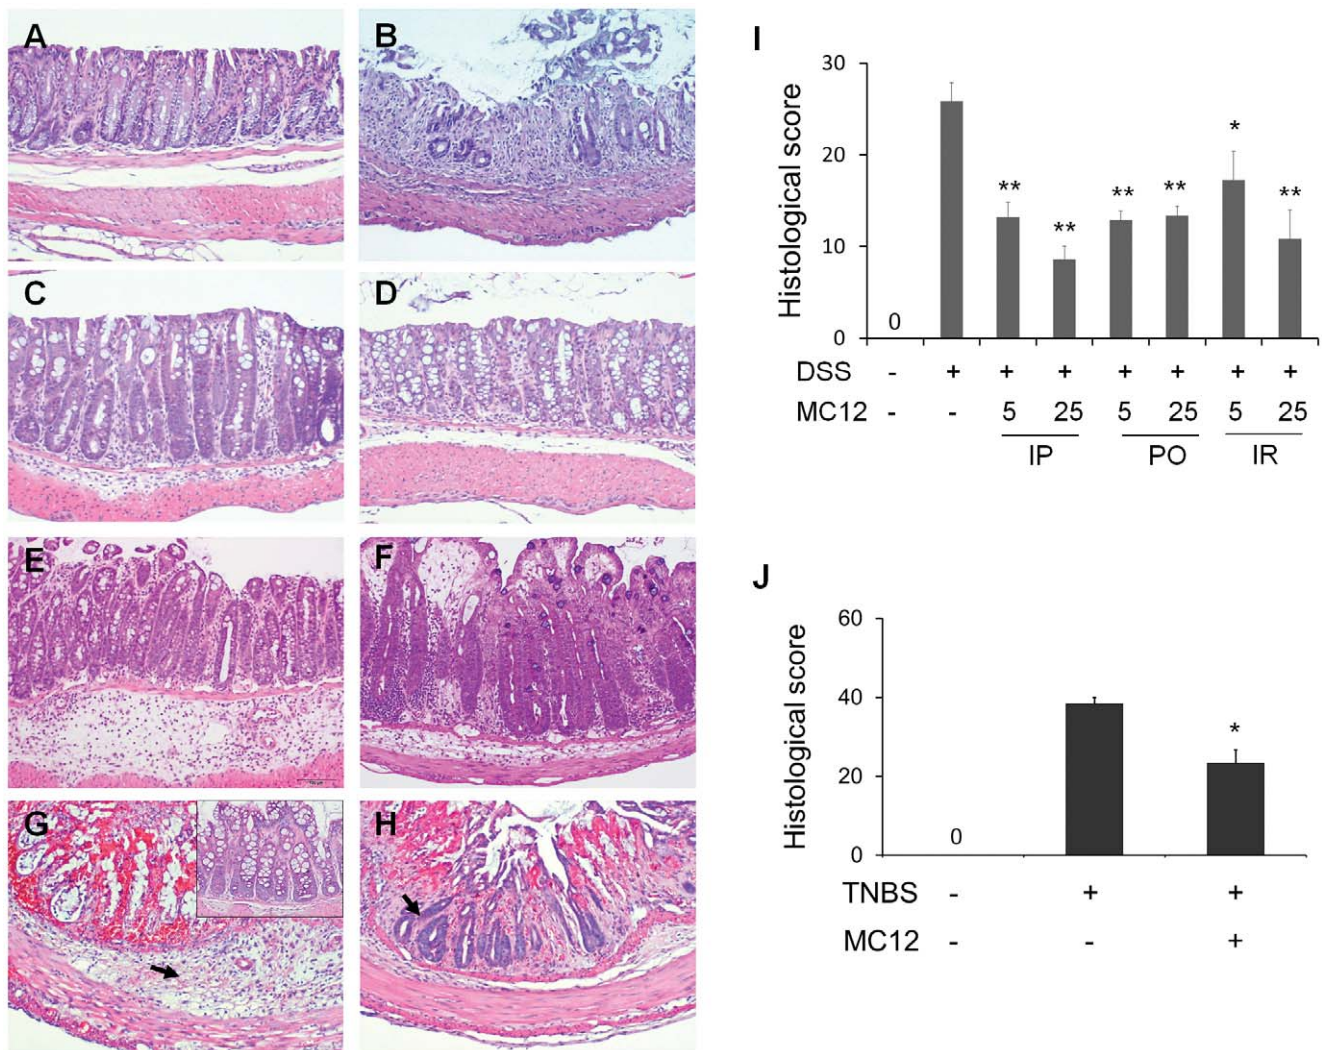 A
B
C
D
E
F
G
H
I
Histological score
30
20
10
0
0
**
**
**
**
*
**
DSS - + + + + + + +
MC12 - - 5 25 5 25 5 25
IP PO IR
J
Histological score
60
40
20
0
0
*
TNBS - + +
MC12 - - +